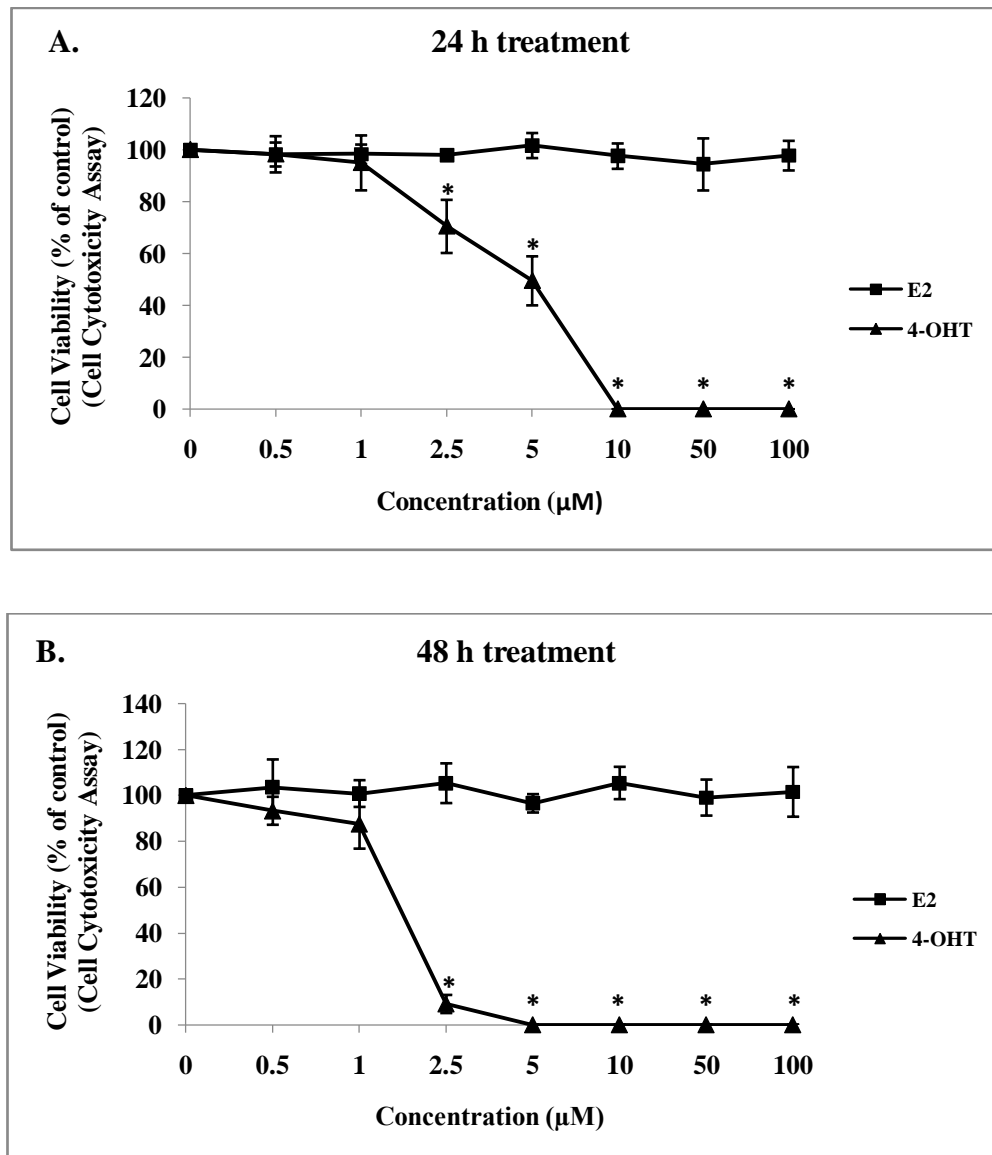 A.
24 h treatment
Cell Viability (% of control)
(Cell Cytotoxicity Assay)
120
100
80
60
40
20
0
* * * * *
0 0.5 1 2.5 5 10 50 100
Concentration (µM)
E2
4-OHT
B.
48 h treatment
Cell Viability (% of control)
(Cell Cytotoxicity Assay)
140
120
100
80
60
40
20
0
* * * * *
0 0.5 1 2.5 5 10 50 100
Concentration (µM)
E2
4-OHT